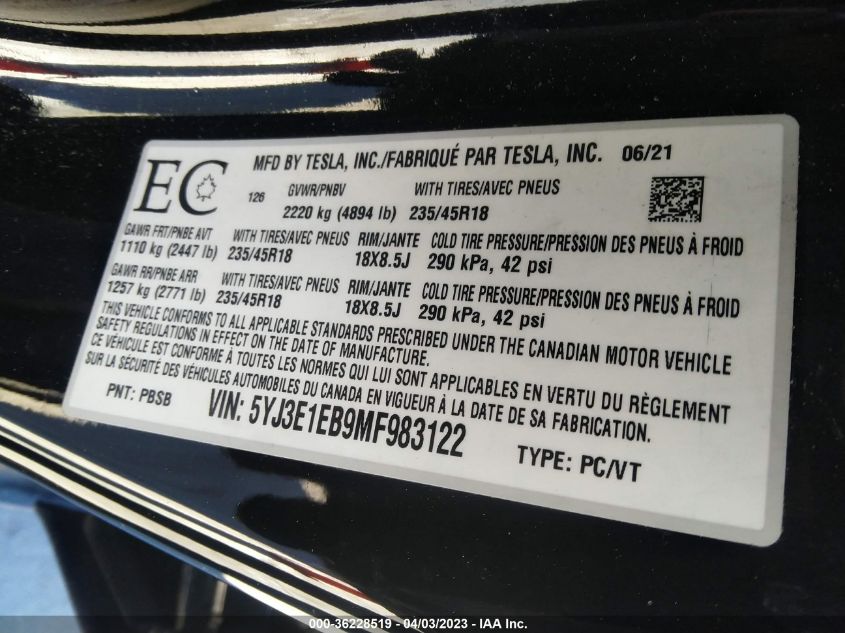 EC
MFD BY TESLA, INC./FABRIQUÉ PAR TESLA, INC. 06/21
126 GVWR/PNBV WITH TIRES/AVEC PNEUS
2220 kg (4894 lb) 235/45R18
GAWR FRT/PNBE AVT WITH TIRES/AVEC PNEUS RIM/JANTE COLD TIRE PRESSURE/PRESSION DES PNEUS À FROID
1110 kg (2447 lb) 235/45R18 18X8.5J 290 kPa, 42 psi
GAWR RR/PNBE ARR WITH TIRES/AVEC PNEUS RIM/JANTE COLD TIRE PRESSURE/PRESSION DES PNEUS À FROID
1257 kg (2771 lb) 235/45R18 18X8.5J 290 kPa, 42 psi
THIS VEHICLE CONFORMS TO ALL APPLICABLE STANDARDS PRESCRIBED UNDER THE CANADIAN MOTOR VEHICLE
SAFETY REGULATIONS IN EFFECT ON THE DATE OF MANUFACTURE.
CE VÉHICULE EST CONFORME À TOUTES LES NORMES QUI LUI SONT APPLICABLES EN VERTU DU RÈGLEMENT
SUR LA SÉCURITÉ DES VÉHICULES AUTOMOBILES DU CANADA EN VIGUEUR À LA DATE DE SA FABRICATION.
PNT: PBSB VIN: 5YJ3E1EB9MF983122 TYPE: PC/VT
000-36228519 - 04/03/2023 - IAA Inc.